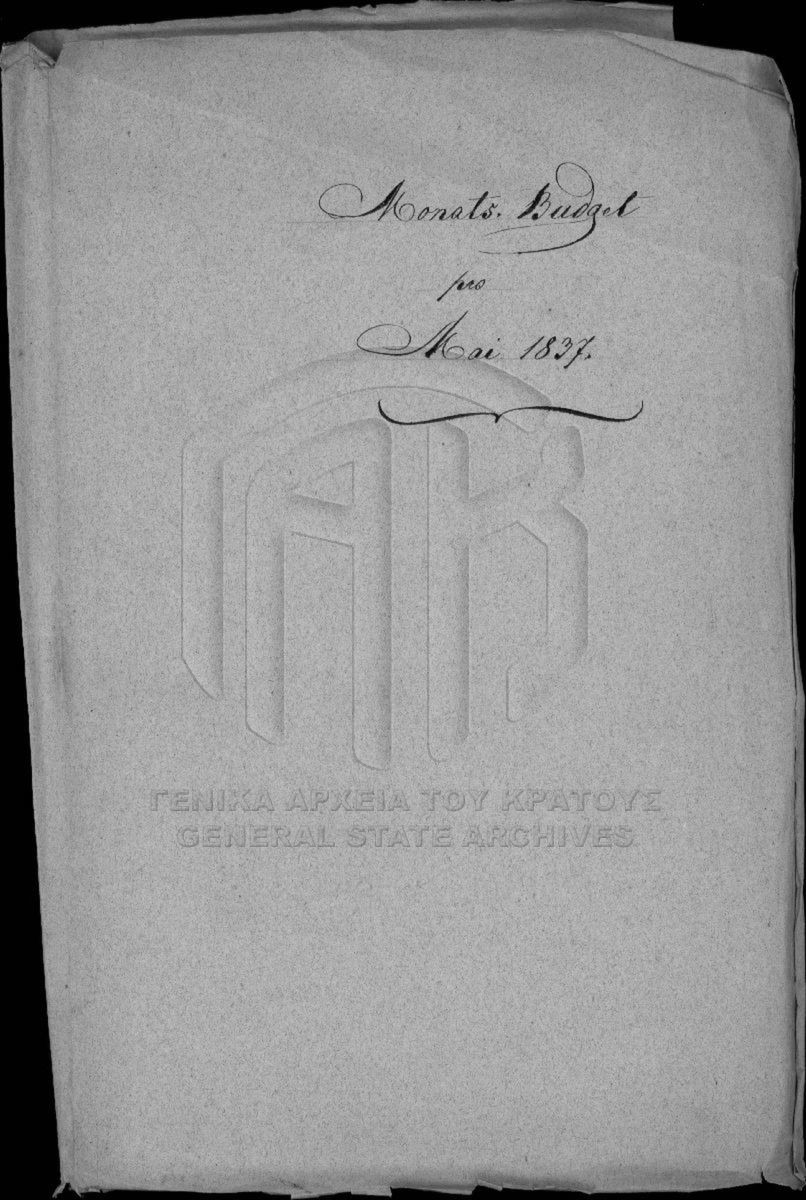 Monats. Budget
pro
Mai 1837.
ΓΕΝΙΚΑ ΑΡΧΕΙΑ ΤΟΥ ΚΡΑΤΟΥΣ
GENERAL STATE ARCHIVES